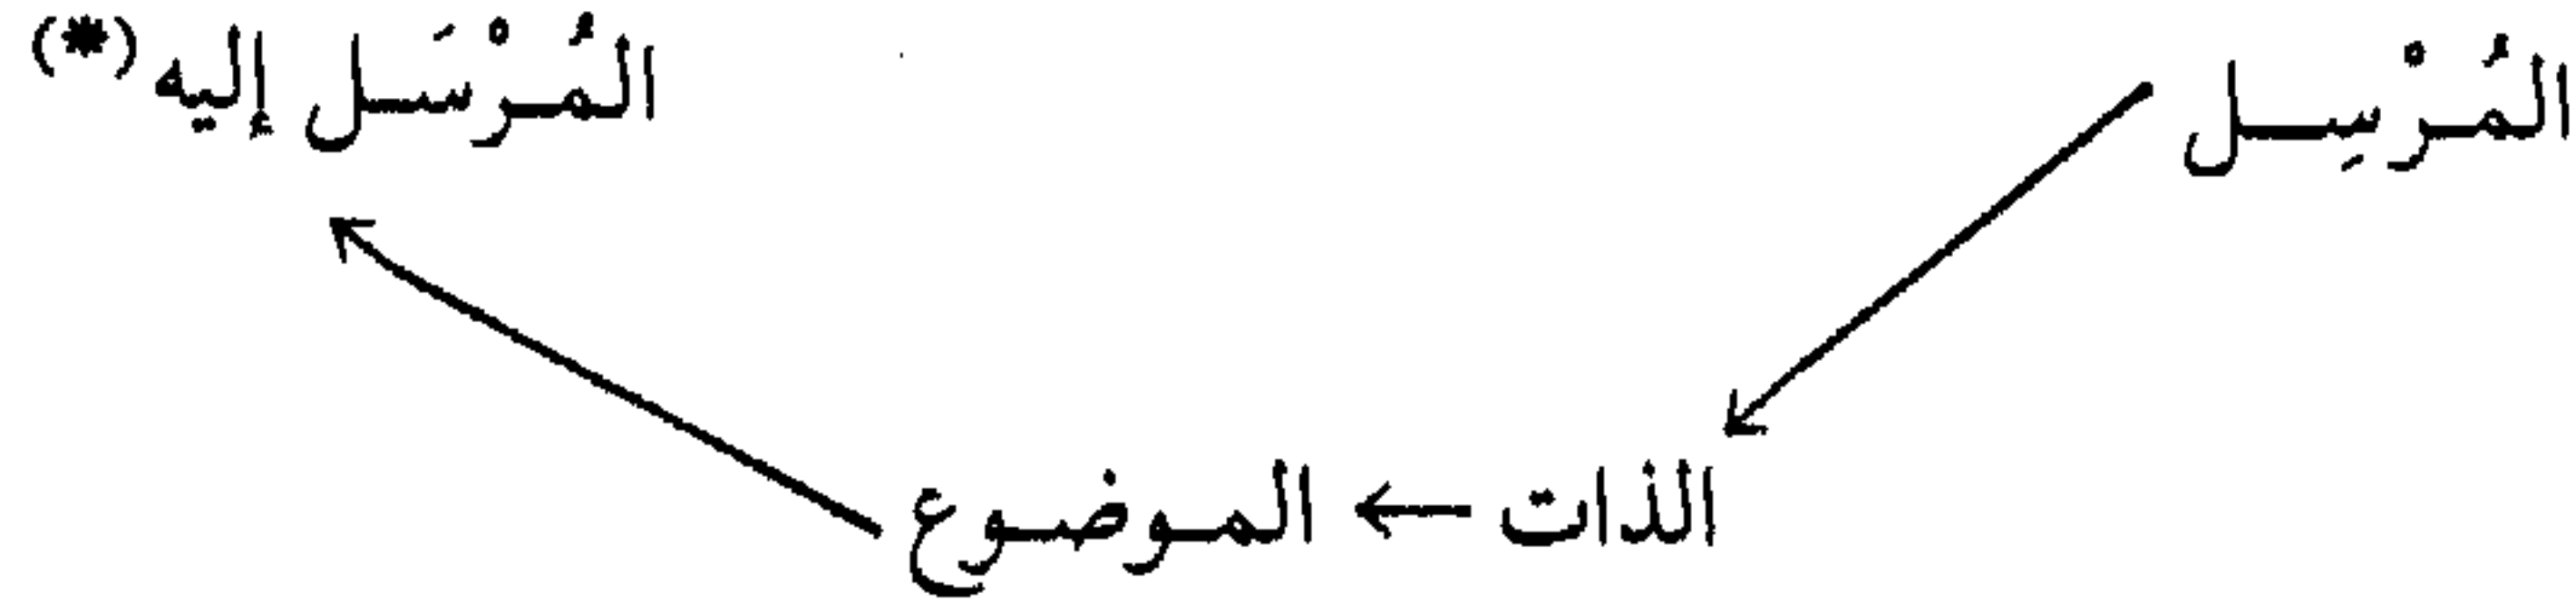 المُرْسِل المُرْسَل إليه (*)
الذات ← الموضوع